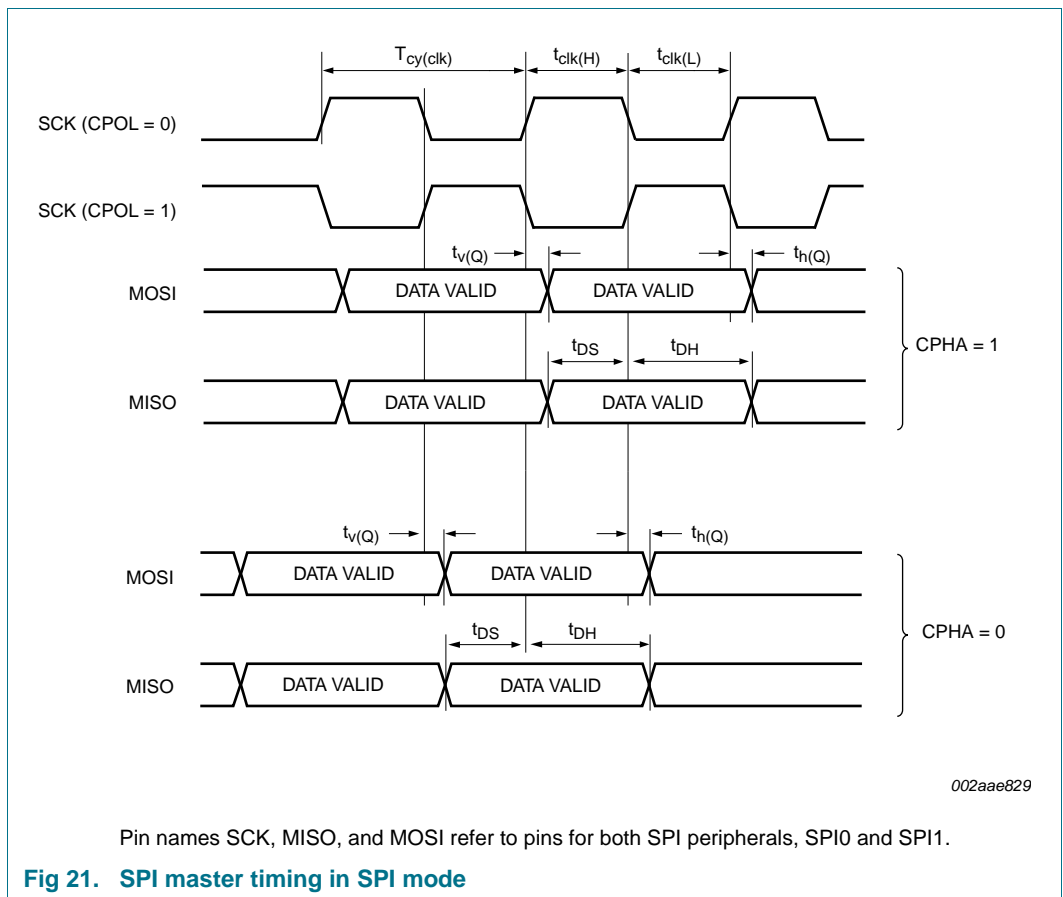 Tcy(clk) tclk(H) tclk(L)
SCK (CPOL = 0)
SCK (CPOL = 1)
tv(Q) th(Q)
MOSI DATA VALID DATA VALID
CPHA = 1
tDS tDH
MISO DATA VALID DATA VALID
tv(Q) th(Q)
MOSI DATA VALID DATA VALID
CPHA = 0
tDS tDH
MISO DATA VALID DATA VALID
002aae829
Pin names SCK, MISO, and MOSI refer to pins for both SPI peripherals, SPI0 and SPI1.
Fig 21. SPI master timing in SPI mode